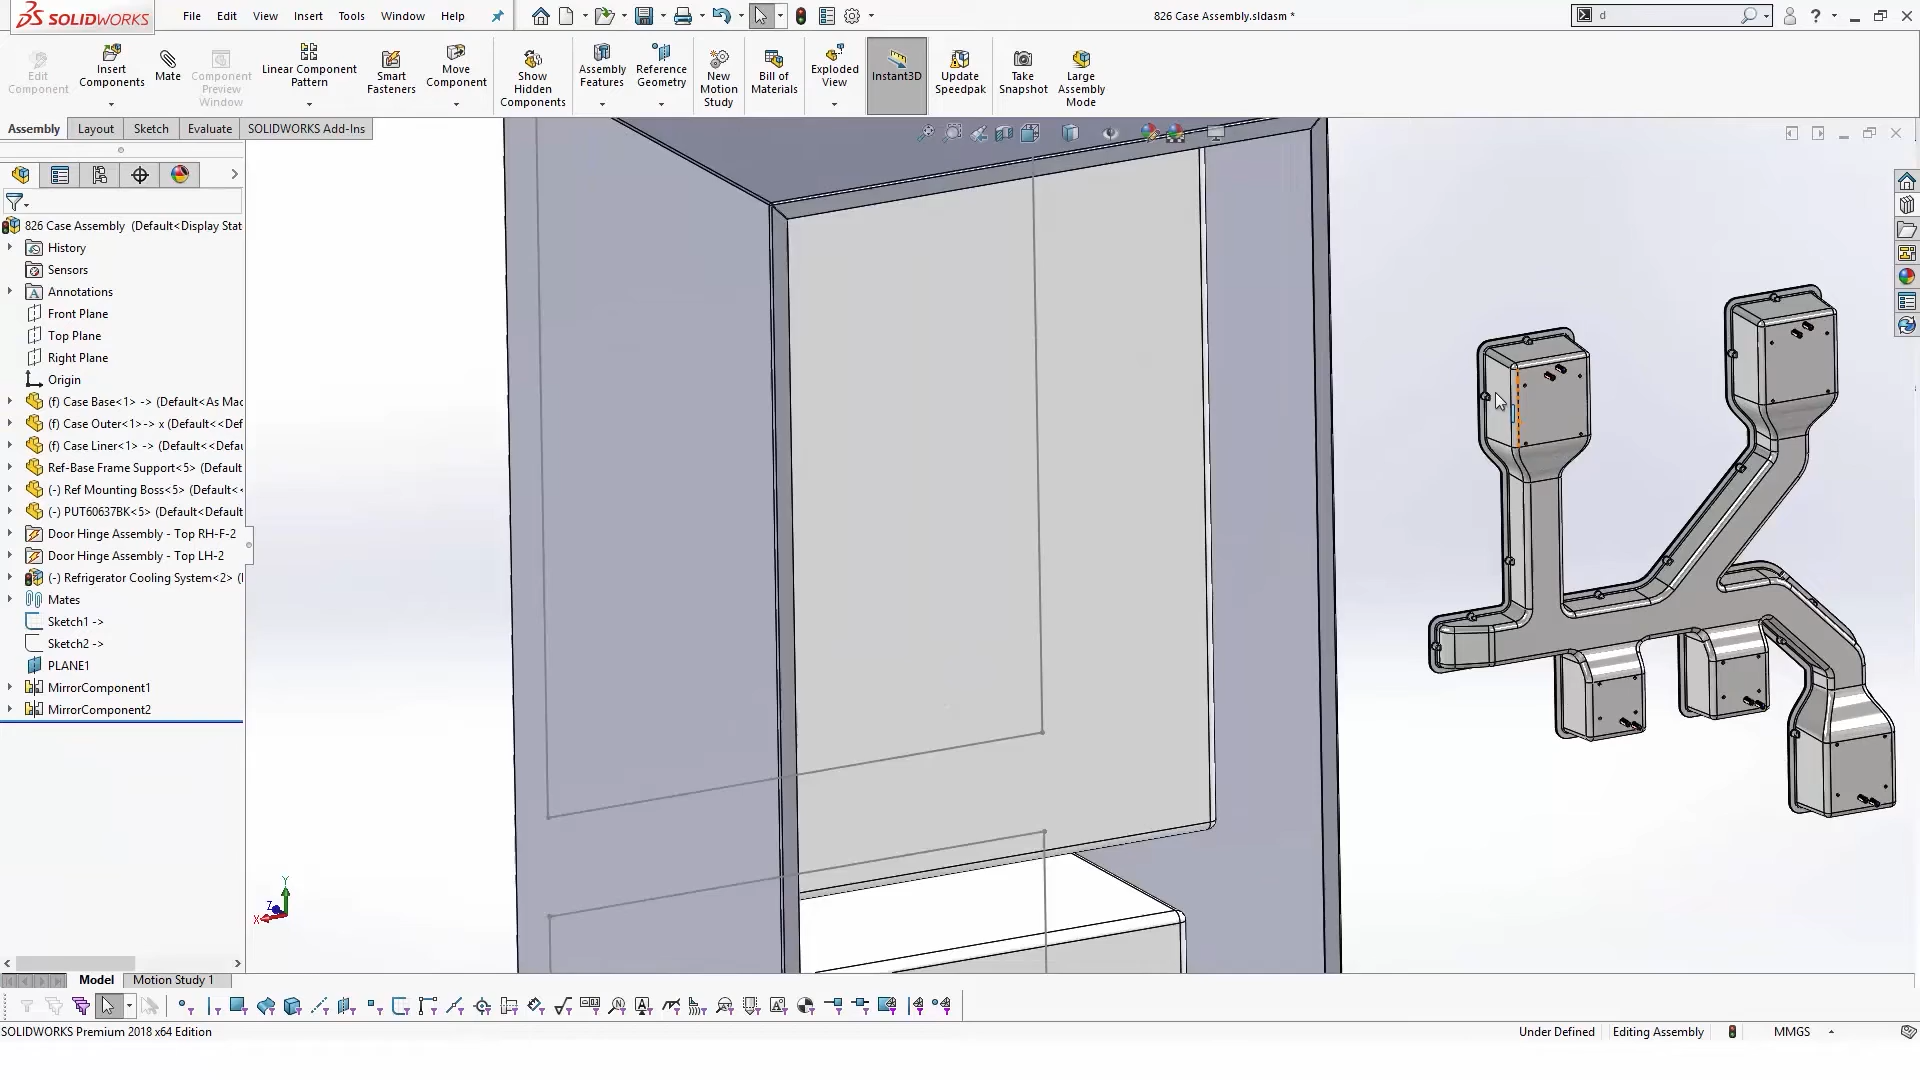 SOLIDWORKS
File Edit View Insert Tools Window Help
826 Case Assembly.sldasm *
d
Edit Component
Insert Components
Mate
Component Preview Window
Linear Component Pattern
Smart Fasteners
Move Component
Show Hidden Components
Assembly Features
Reference Geometry
New Motion Study
Bill of Materials
Exploded View
Instant3D
Update Speedpak
Take Snapshot
Large Assembly Mode
Assembly Layout Sketch Evaluate SOLIDWORKS Add-Ins
826 Case Assembly (Default<Display Stat
History
Sensors
Annotations
Front Plane
Top Plane
Right Plane
Origin
(f) Case Base<1> -> (Default<As Mac
(f) Case Outer<1>-> x (Default<<Def
(f) Case Liner<1> -> (Default<<Defau
Ref-Base Frame Support<5> (Default
(-) Ref Mounting Boss<5> (Default<<
(-) PUT60637BK<5> (Default<Default
Door Hinge Assembly - Top RH-F-2
Door Hinge Assembly - Top LH-2
(-) Refrigerator Cooling System<2> (
Mates
Sketch1 ->
Sketch2 ->
PLANE1
MirrorComponent1
MirrorComponent2
Y
Z
X
Model Motion Study 1
SOLIDWORKS Premium 2018 x64 Edition
Under Defined Editing Assembly MMGS